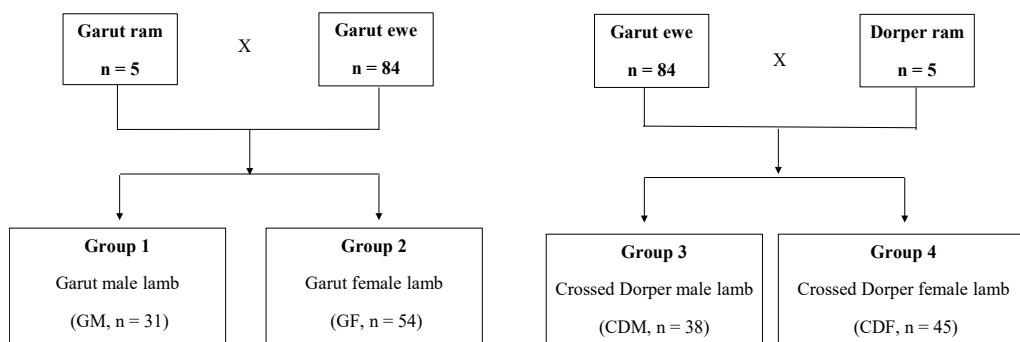 Garut ram
n = 5
X
Garut ewe
n = 84
Garut ewe
n = 84
X
Dorper ram
n = 5
Group 1
Garut male lamb
(GM, n = 31)
Group 2
Garut female lamb
(GF, n = 54)
Group 3
Crossed Dorper male lamb
(CDM, n = 38)
Group 4
Crossed Dorper female lamb
(CDF, n = 45)